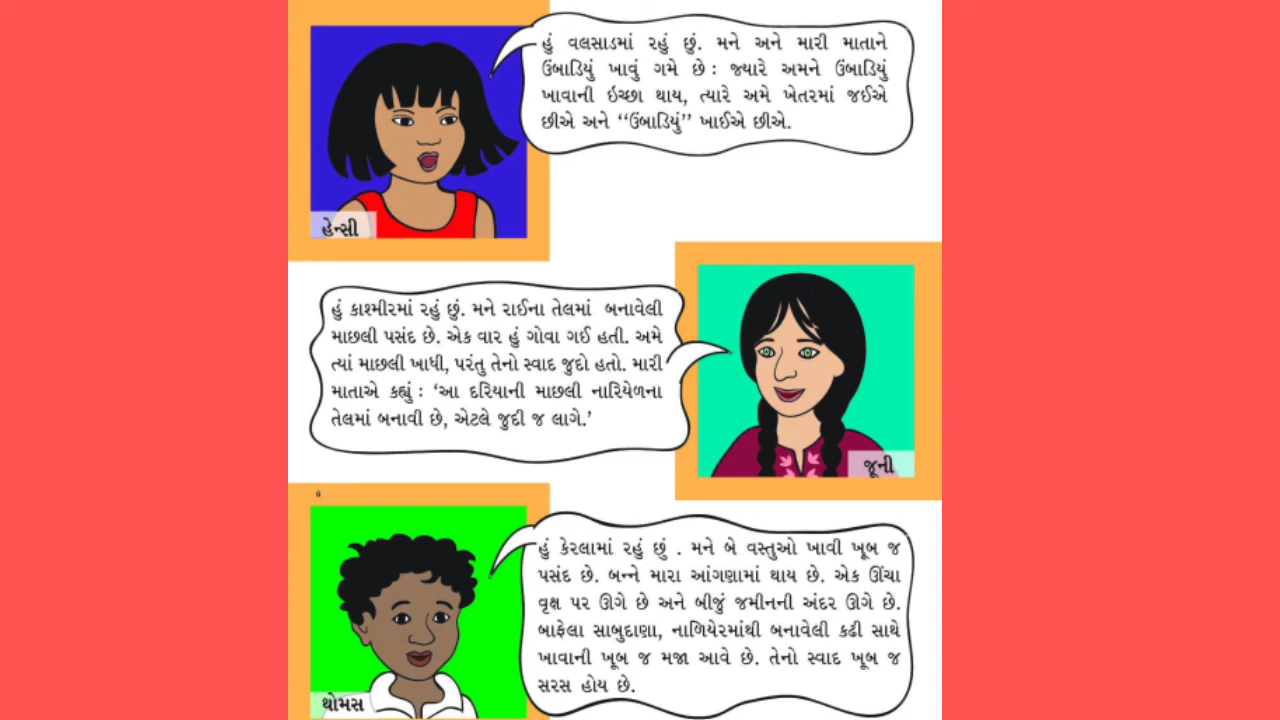 હું વલસાડમાં રહું છું. મને અને મારી માતાને
ઉંબાડિયું ખાવું ગમે છે : જ્યારે અમને ઉંબાડિયું
ખાવાની ઇચ્છા થાય, ત્યારે અમે ખેતરમાં જઈએ
છીએ અને ‘‘ઉંબાડિયું’’ ખાઈએ છીએ.
હેન્સી
હું કાશ્મીરમાં રહું છું. મને રાઈના તેલમાં બનાવેલી
માછલી પસંદ છે. એક વાર હું ગોવા ગઈ હતી. અમે
ત્યાં માછલી ખાધી, પરંતુ તેનો સ્વાદ જુદો હતો. મારી
માતાએ કહ્યું : ‘આ દરિયાની માછલી નારિયેળના
તેલમાં બનાવી છે, એટલે જુદી જ લાગે.’
જૂની
હું કેરલામાં રહું છું . મને બે વસ્તુઓ ખાવી ખૂબ જ
પસંદ છે. બન્ને મારા આંગણામાં થાય છે. એક ઊંચા
વૃક્ષ પર ઊગે છે અને બીજું જમીનની અંદર ઊગે છે.
બાફેલા સાબુદાણા, નાળિયેરમાંથી બનાવેલી કઢી સાથે
ખાવાની ખૂબ જ મજા આવે છે. તેનો સ્વાદ ખૂબ જ
સરસ હોય છે.
થોમસ